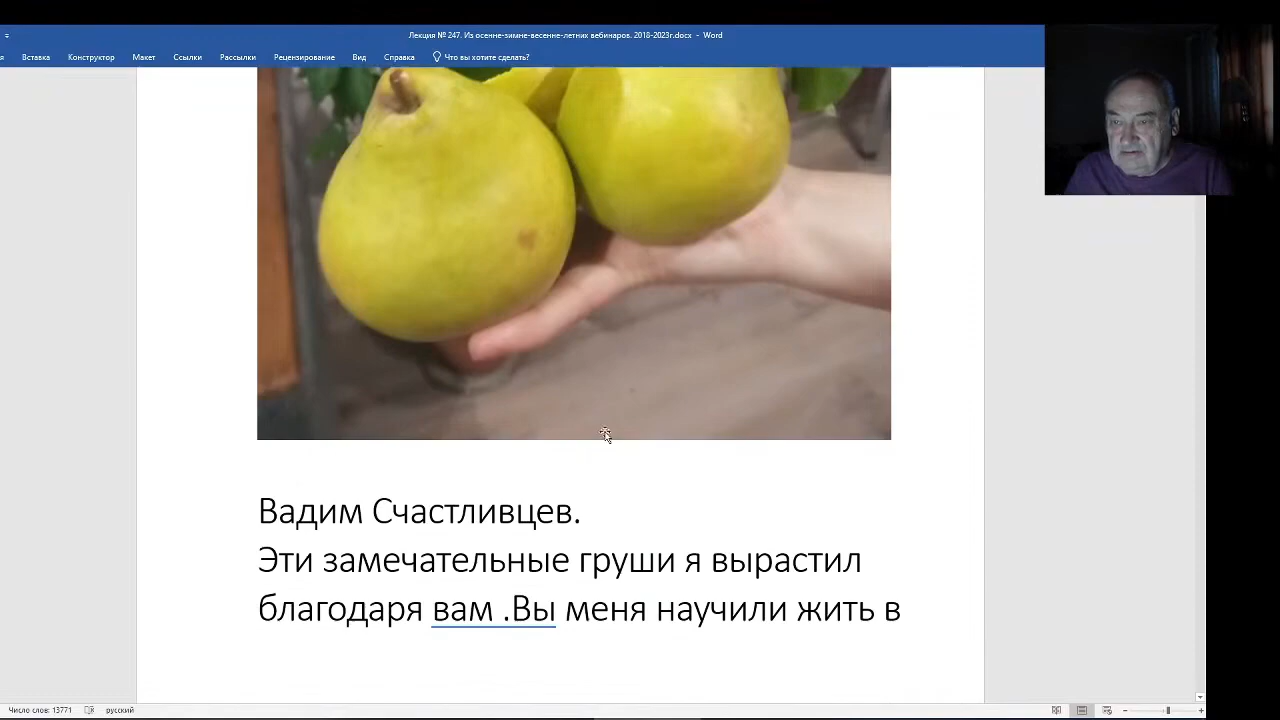 Лекция № 247. Из осенне-зимне-весенне-летних вебинаров. 2018-2023г.docx - Word
я Вставка Конструктор Макет Ссылки Рассылки Рецензирование Вид Справка Что вы хотите сделать?
Вадим Счастливцев.
Эти замечательные груши я вырастил
благодаря вам .Вы меня научили жить в
Число слов: 13771 русский